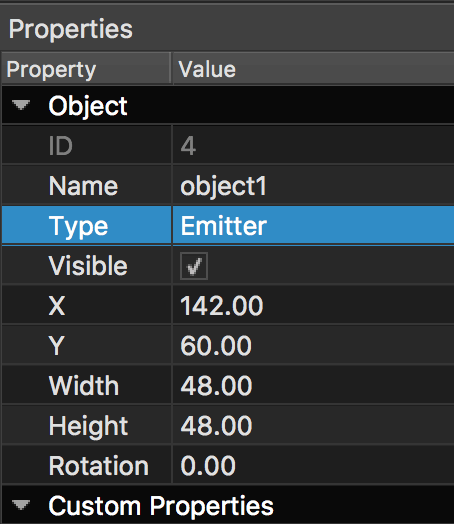 Properties
Property Value
Object
ID 4
Name object1
Type Emitter
Visible
X 142.00
Y 60.00
Width 48.00
Height 48.00
Rotation 0.00
Custom Properties